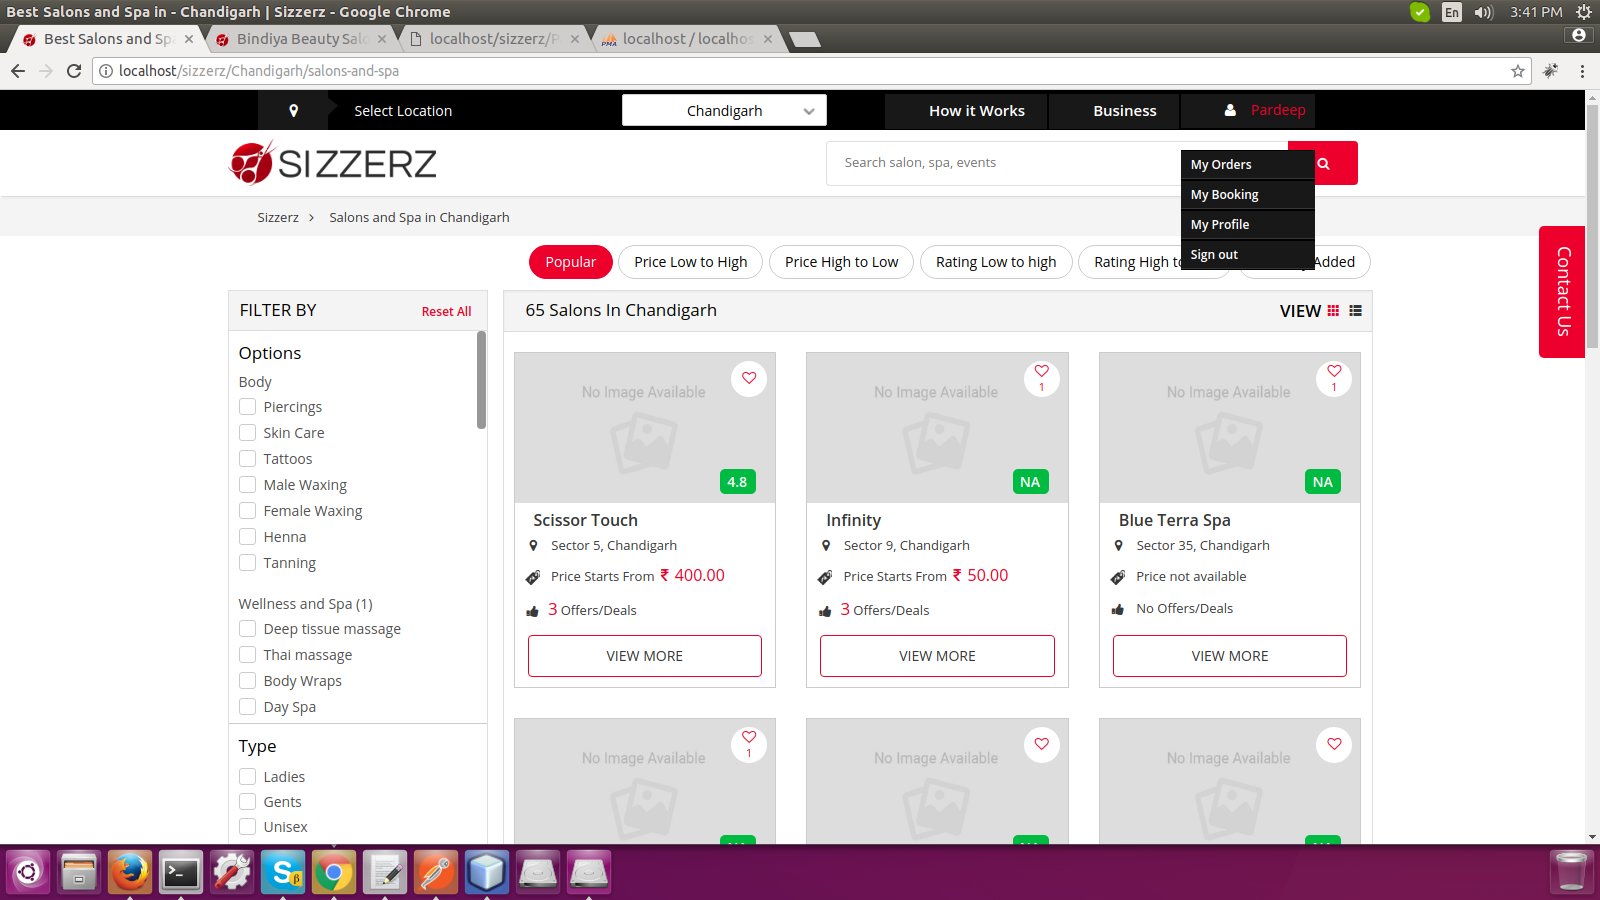 Best Salons and Spa in - Chandigarh | Sizzerz - Google Chrome
En 3:41 PM
Best Salons and Sp
Bindiya Beauty Sal
localhost/sizzerz/P
PMA localhost / localhos
localhost/sizzerz/Chandigarh/salons-and-spa
Select Location
Chandigarh
How it Works
Business
Pardeep
SIZZERZ
Search salon, spa, events
My Orders
My Booking
My Profile
Sign out
Sizzerz > Salons and Spa in Chandigarh
Contact Us
Popular
Price Low to High
Price High to Low
Rating Low to high
Rating High to
Added
FILTER BY
Reset All
65 Salons In Chandigarh
VIEW
Options
Body
Piercings
Skin Care
Tattoos
Male Waxing
Female Waxing
Henna
Tanning
Wellness and Spa (1)
Deep tissue massage
Thai massage
Body Wraps
Day Spa
Type
Ladies
Gents
Unisex
No Image Available
4.8
Scissor Touch
Sector 5, Chandigarh
Price Starts From ₹ 400.00
3 Offers/Deals
VIEW MORE
No Image Available
1
NA
Infinity
Sector 9, Chandigarh
Price Starts From ₹ 50.00
3 Offers/Deals
VIEW MORE
No Image Available
1
NA
Blue Terra Spa
Sector 35, Chandigarh
Price not available
No Offers/Deals
VIEW MORE
No Image Available
1
No Image Available
No Image Available
S β